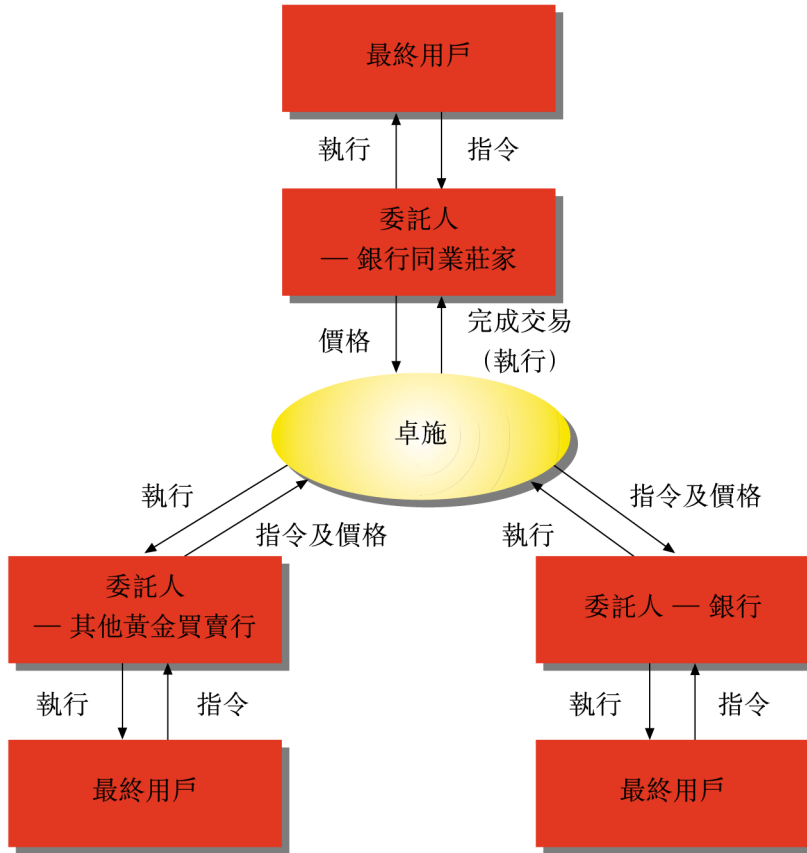 最終用戶
執行
指令
委託人
— 銀行同業莊家
價格
完成交易
（執行）
卓施
執行
指令及價格
指令及價格
執行
委託人
— 其他黃金買賣行
委託人 — 銀行
執行
指令
執行
指令
最終用戶
最終用戶